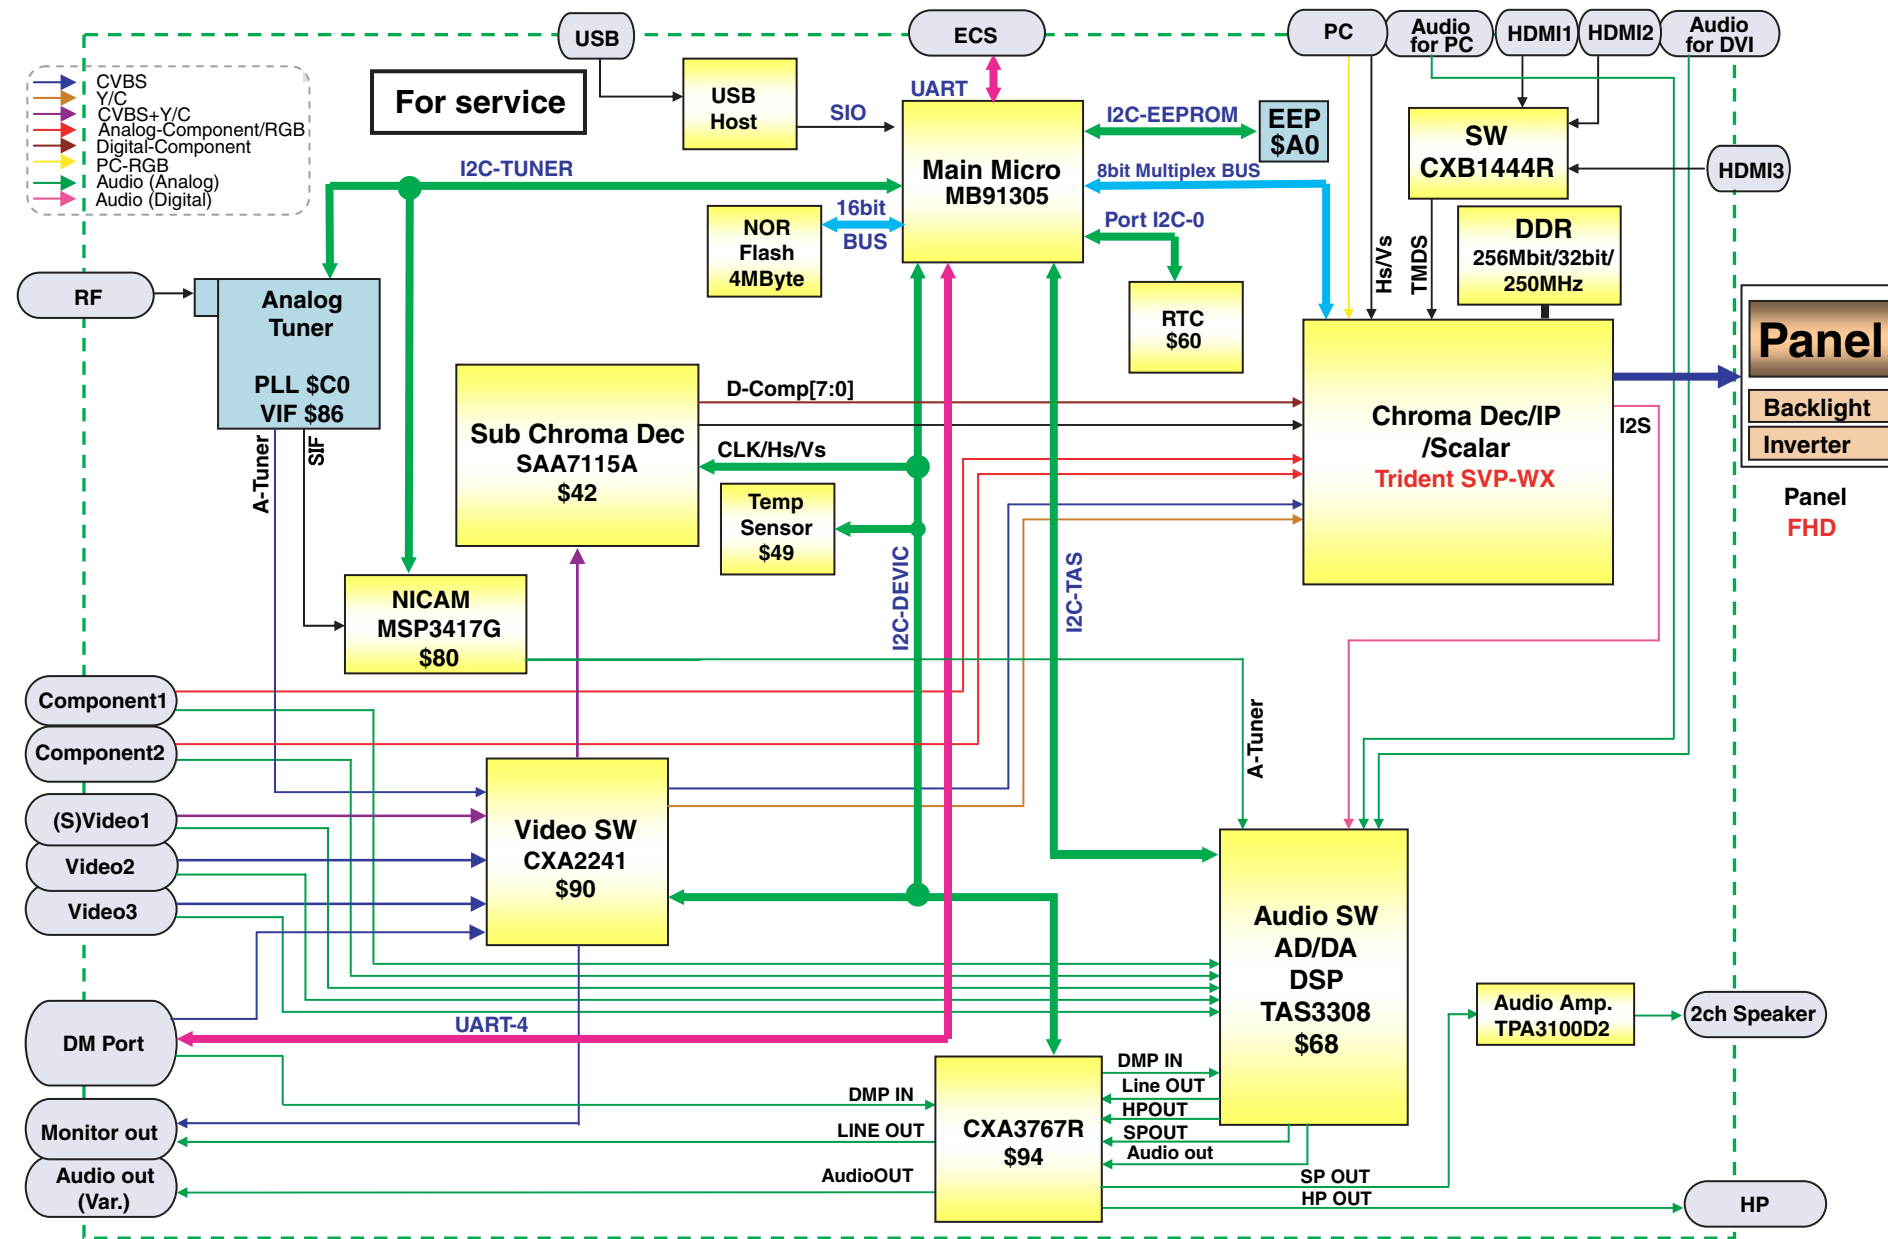 USB
ECS
PC
Audio
for PC
HDMI1
HDMI2
Audio
for DVI
CVBS
Y/C
CVBS+Y/C
Analog-Component/RGB
Digital-Component
PC-RGB
Audio (Analog)
Audio (Digital)
For service
USB
Host
SIO
UART
Main Micro
MB91305
I2C-EEPROM
EEP
$A0
8bit Multiplex BUS
Port I2C-0
SW
CXB1444R
HDMI3
I2C-TUNER
16bit
BUS
NOR
Flash
4MByte
RTC
$60
Hs/Vs
TMDS
DDR
256Mbit/32bit/
250MHz
RF
Analog
Tuner
PLL $C0
VIF $86
A-Tuner
SIF
Sub Chroma Dec
SAA7115A
$42
D-Comp[7:0]
CLK/Hs/Vs
Temp
Sensor
$49
I2C-DEVIC
I2C-TAS
Chroma Dec/IP
/Scalar
Trident SVP-WX
I2S
Panel
Backlight
Inverter
Panel
FHD
NICAM
MSP3417G
$80
Component1
Component2
(S)Video1
Video2
Video3
Video SW
CXA2241
$90
A-Tuner
Audio SW
AD/DA
DSP
TAS3308
$68
Audio Amp.
TPA3100D2
2ch Speaker
DM Port
UART-4
DMP IN
LINE OUT
AudioOUT
CXA3767R
$94
DMP IN
Line OUT
HPOUT
SPOUT
Audio out
SP OUT
HP OUT
Monitor out
Audio out
(Var.)
HP